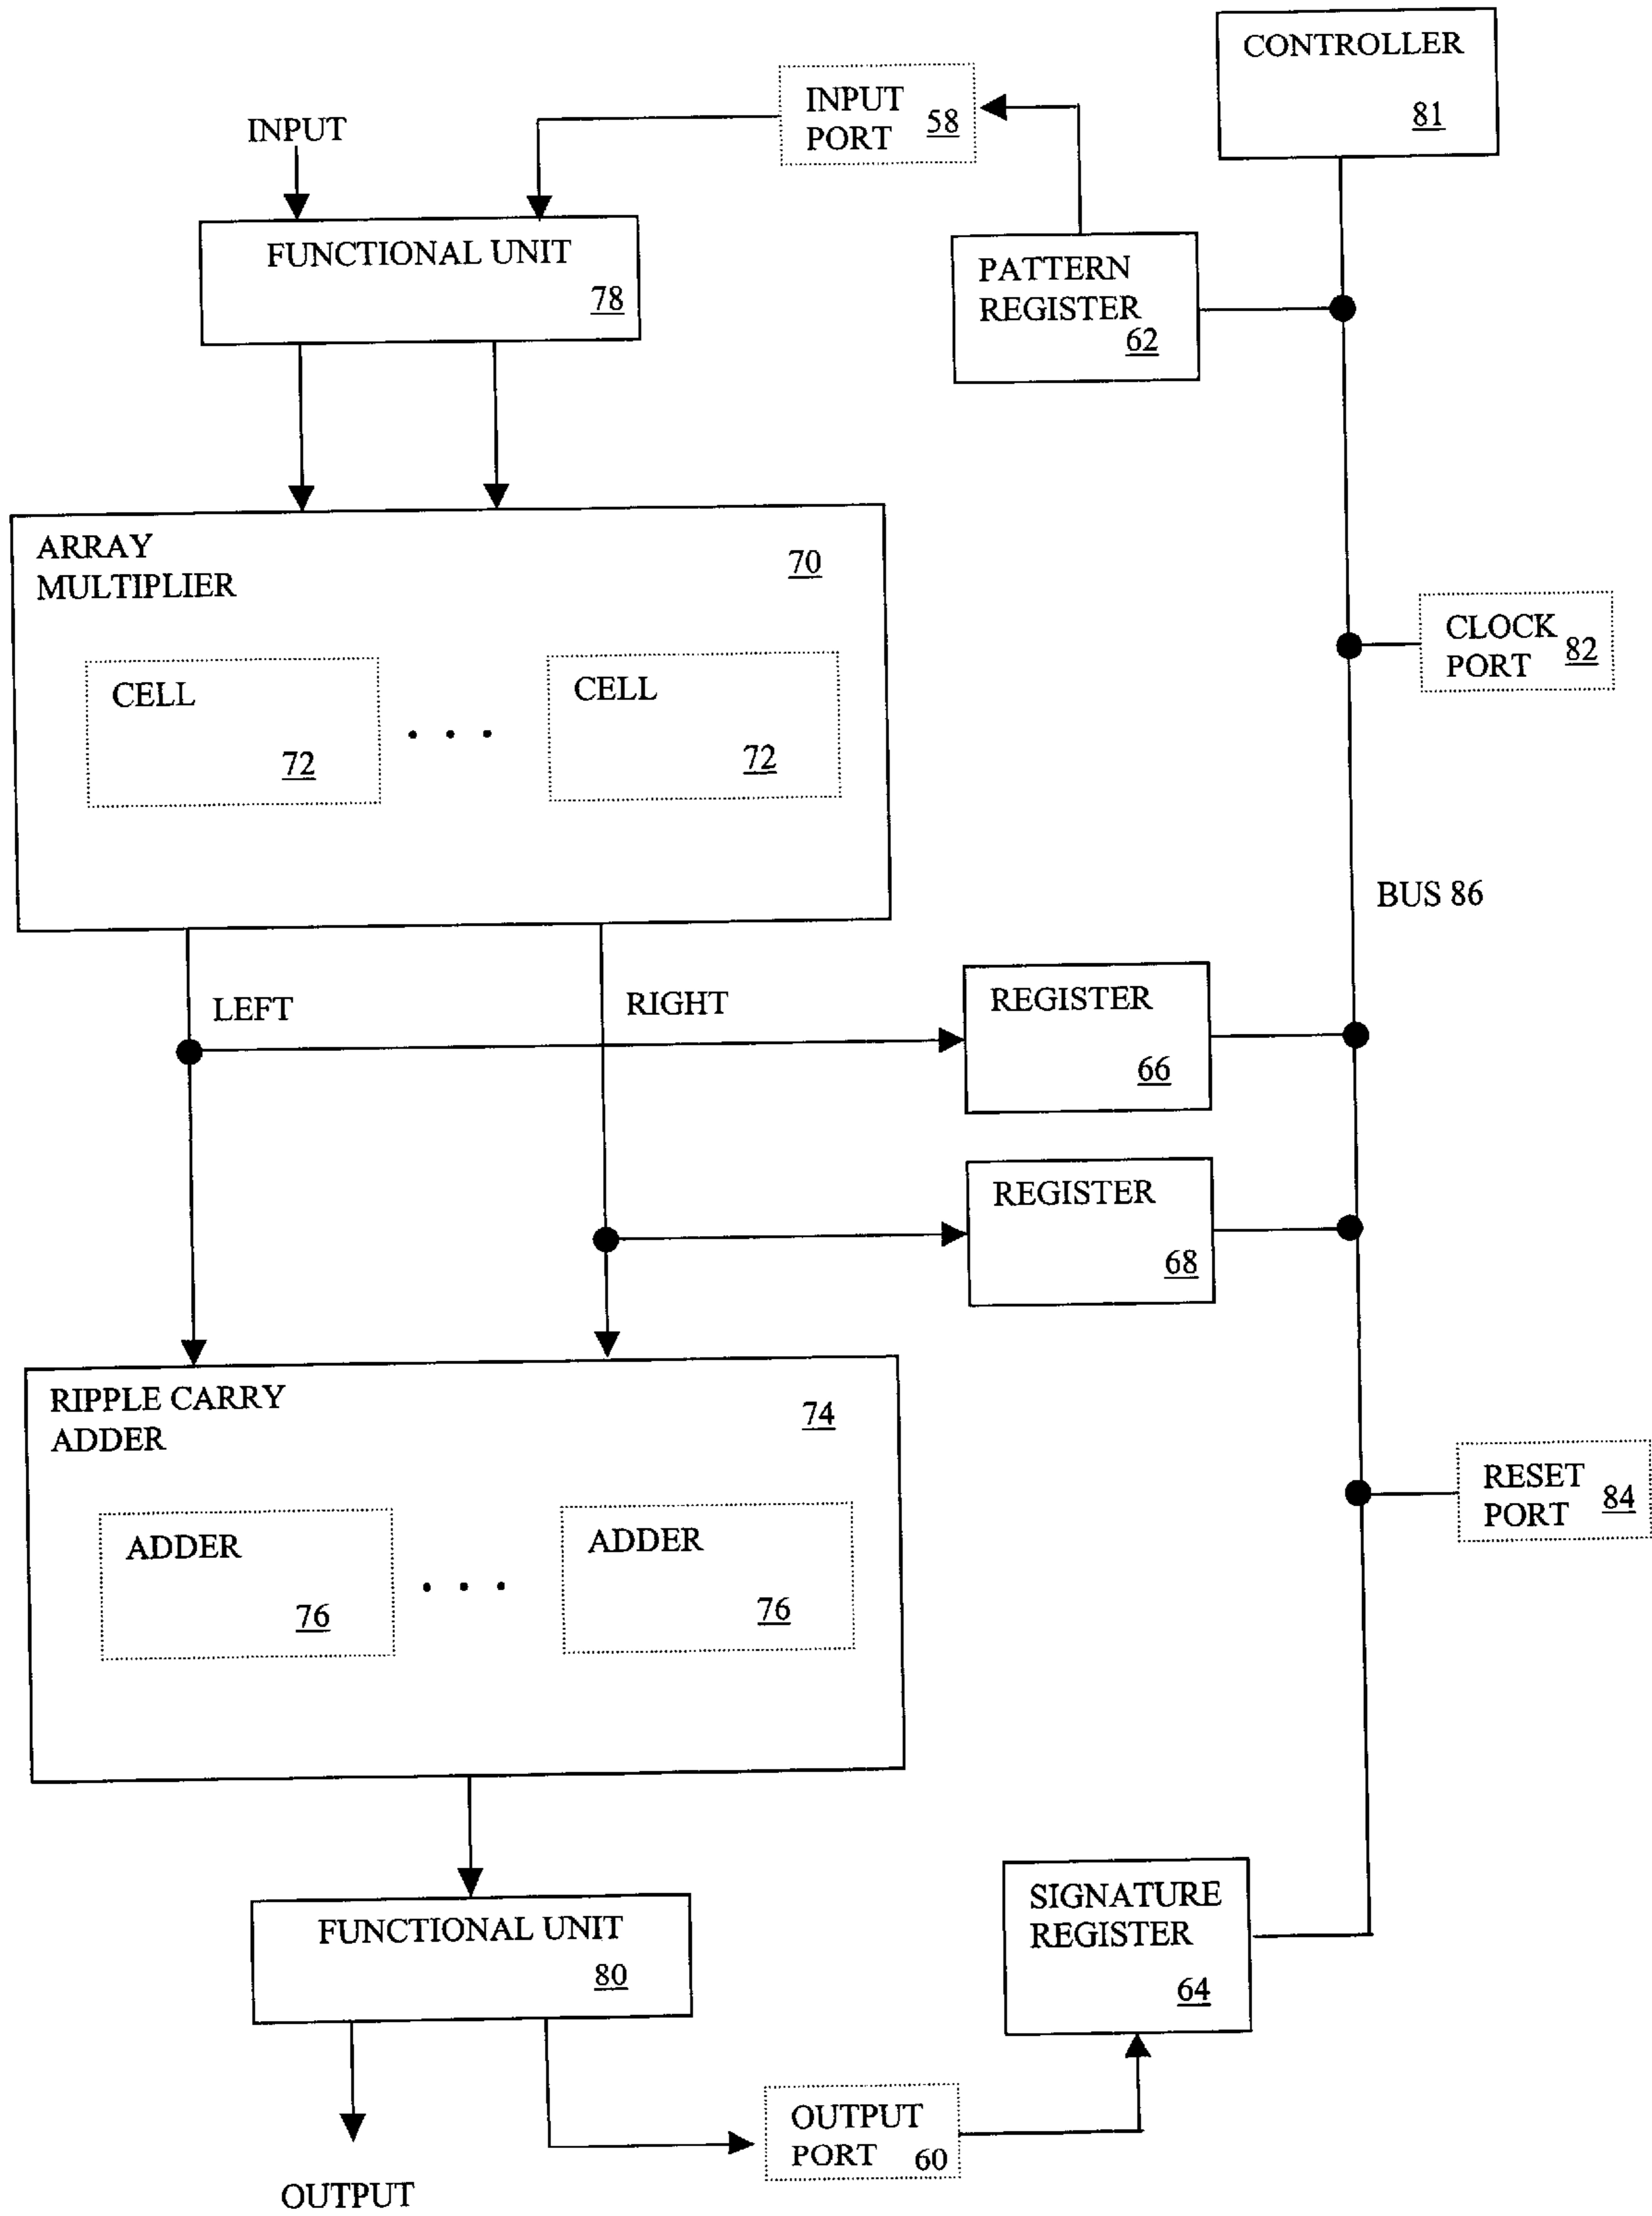 CONTROLLER
81
INPUT
PORT 58
INPUT
FUNCTIONAL UNIT
78
PATTERN
REGISTER
62
ARRAY
MULTIPLIER
70
CELL
72
. . .
CELL
72
CLOCK
PORT 82
BUS 86
LEFT
RIGHT
REGISTER
66
REGISTER
68
RIPPLE CARRY
ADDER
74
ADDER
76
. . .
ADDER
76
RESET
PORT 84
FUNCTIONAL UNIT
80
SIGNATURE
REGISTER
64
OUTPUT
PORT 60
OUTPUT